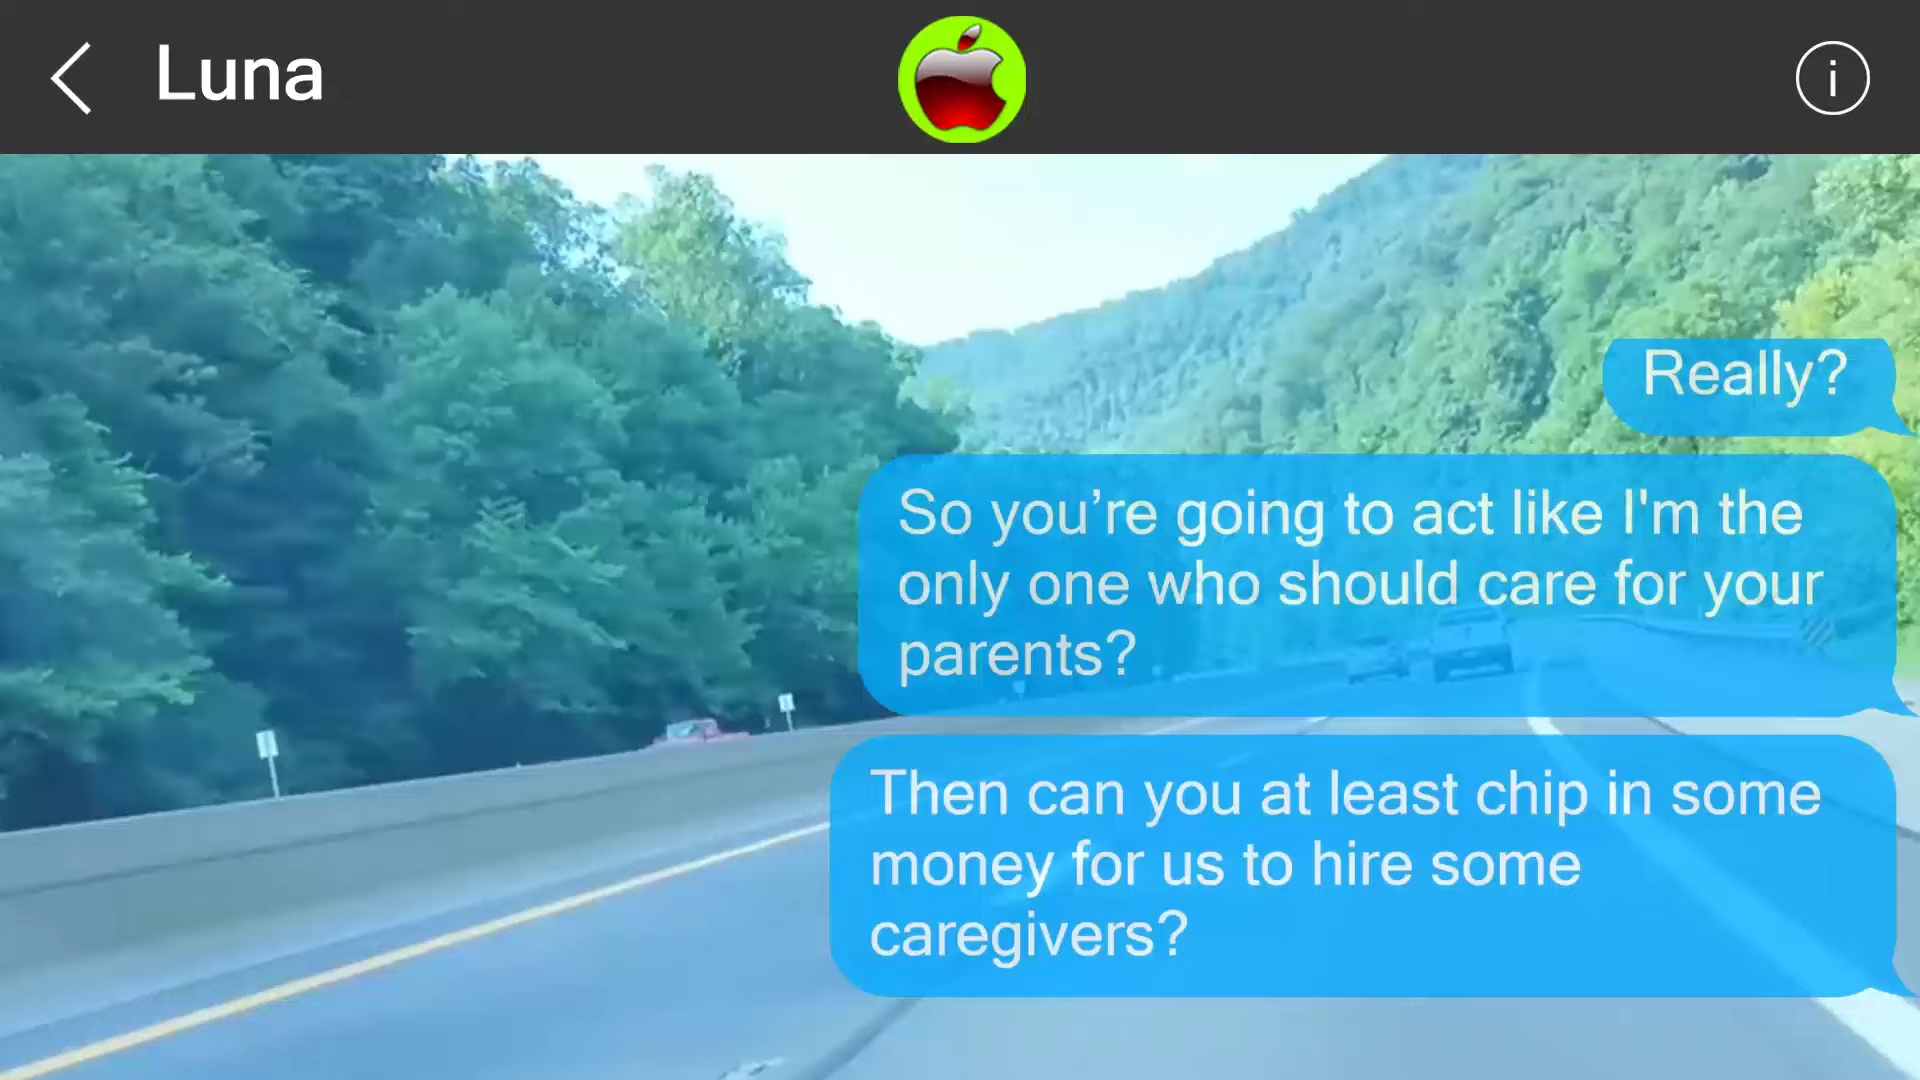 Luna
i
Really?
So you’re going to act like I'm the
only one who should care for your
parents?
Then can you at least chip in some
money for us to hire some
caregivers?